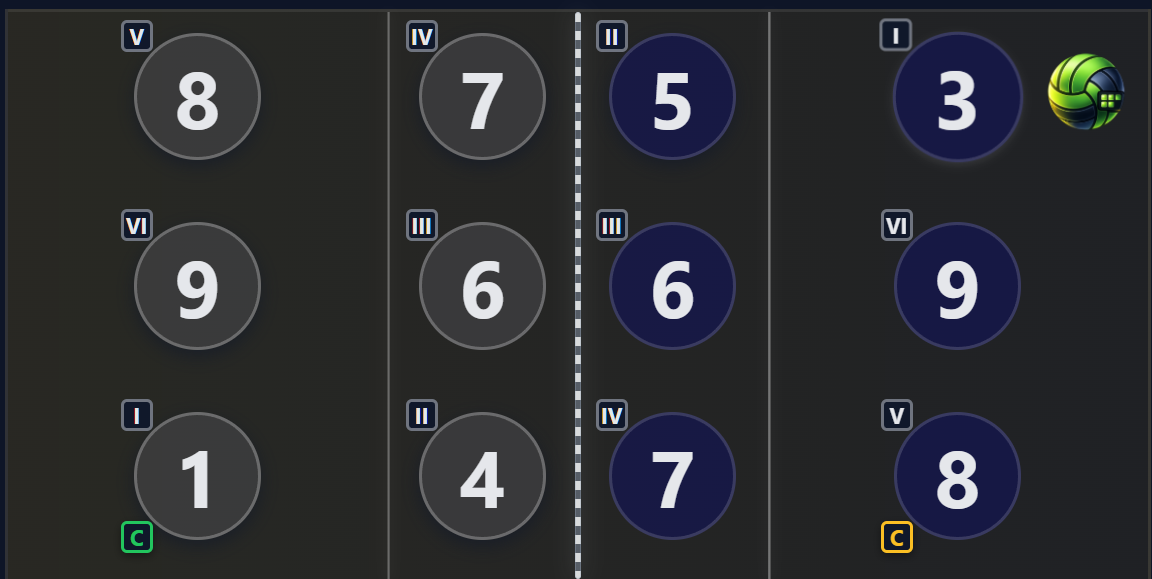 V IV II I
8 7 5 3
VI III III VI
9 6 6 9
I II IV V
1 4 7 8
C C